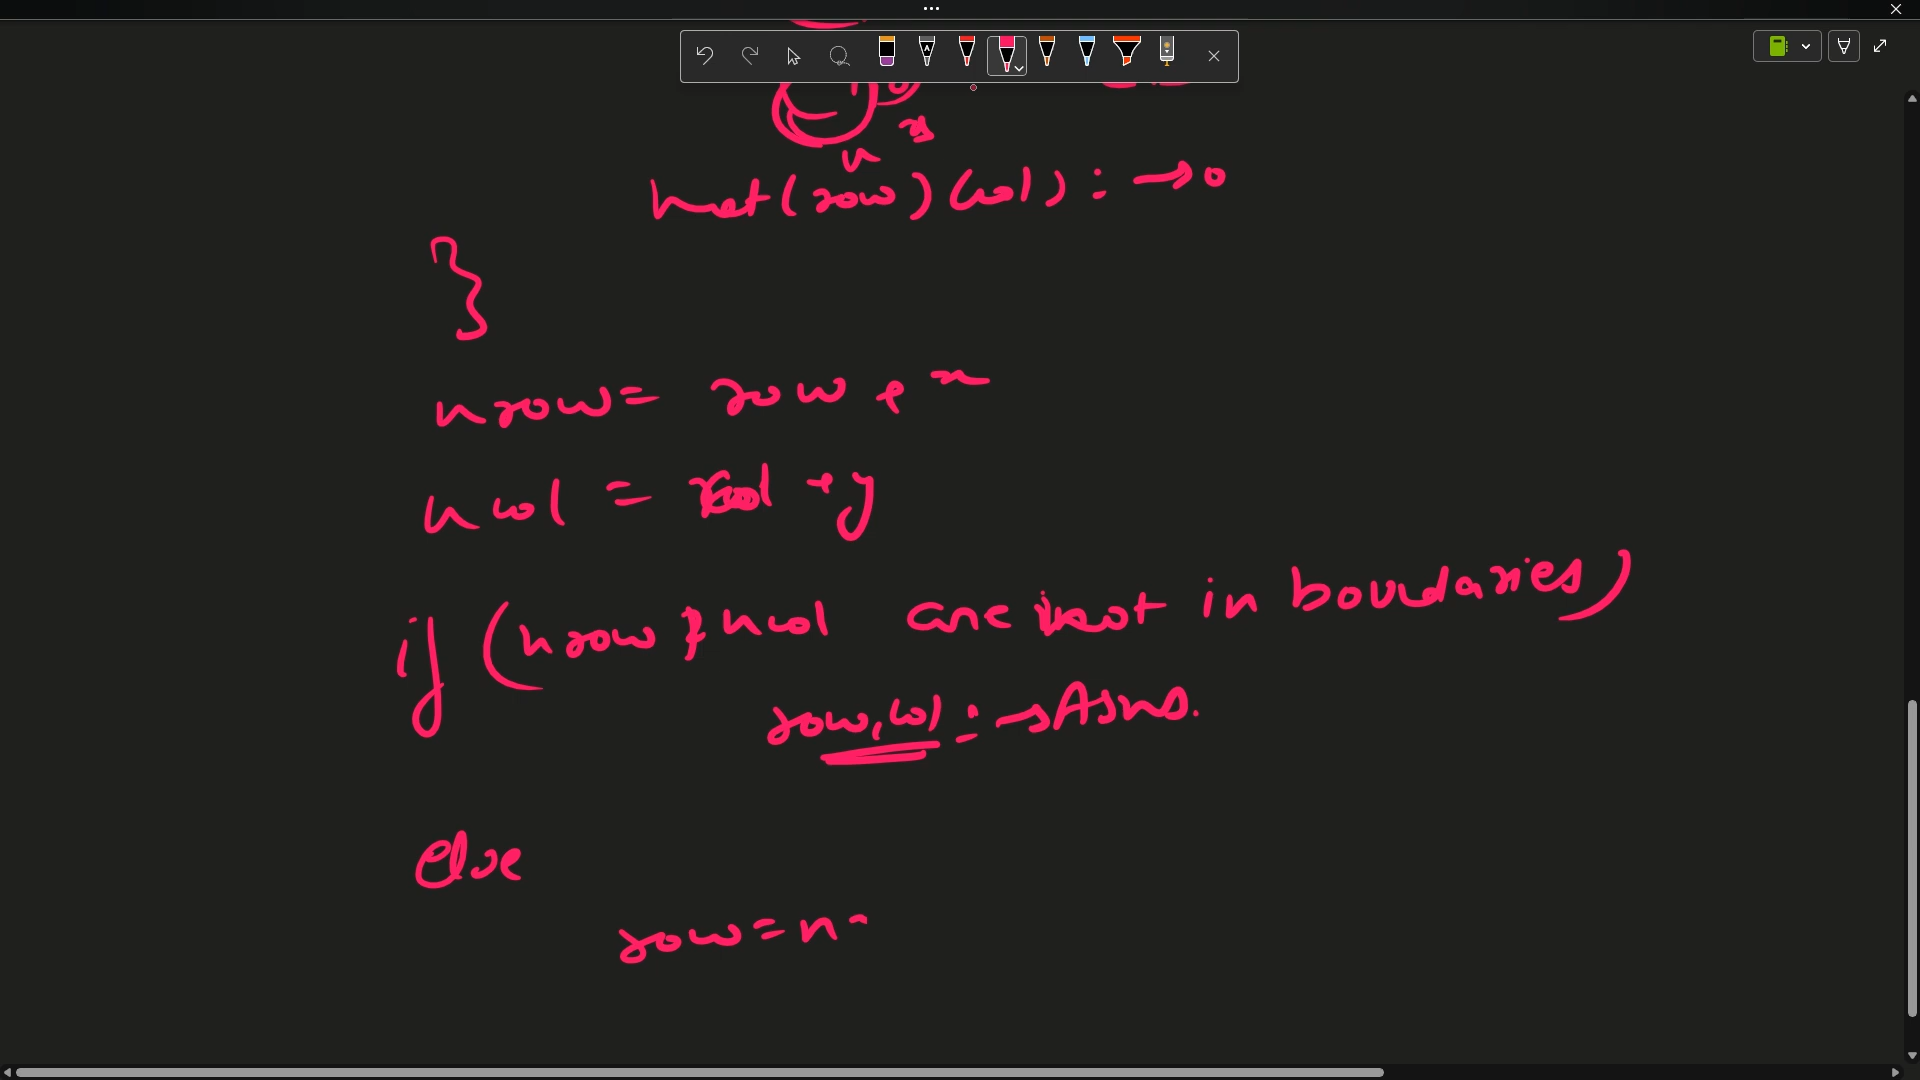 mat(row)(col) : → 0
}
nrow = row + x
ncol = col + y
if (nrow & ncol are not in boundaries)
row, col : → Ans.
else
row = n